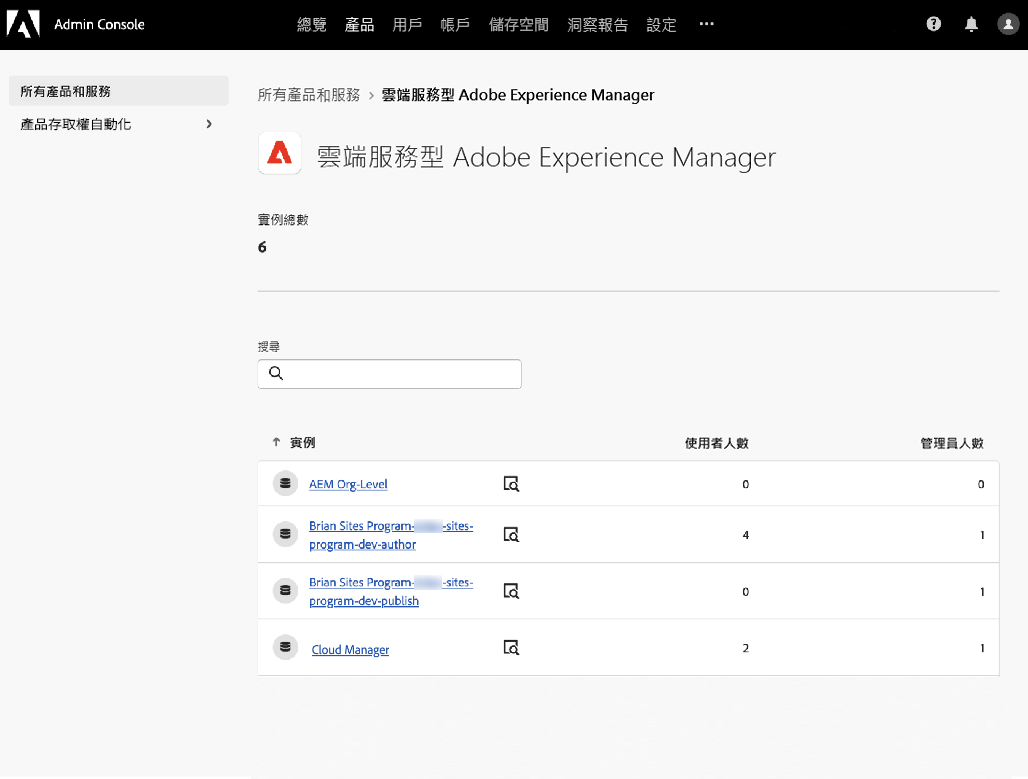 Admin Console
總覽 產品 用戶 帳戶 儲存空間 洞察報告 設定 ···
所有產品和服務
產品存取權自動化
所有產品和服務 › 雲端服務型 Adobe Experience Manager
雲端服務型 Adobe Experience Manager
實例總數
6
搜尋
↑ 實例 使用者人數 管理員人數
AEM Org-Level 0 0
Brian Sites Program- -sites-
program-dev-author 4 1
Brian Sites Program- -sites-
program-dev-publish 0 1
Cloud Manager 2 1